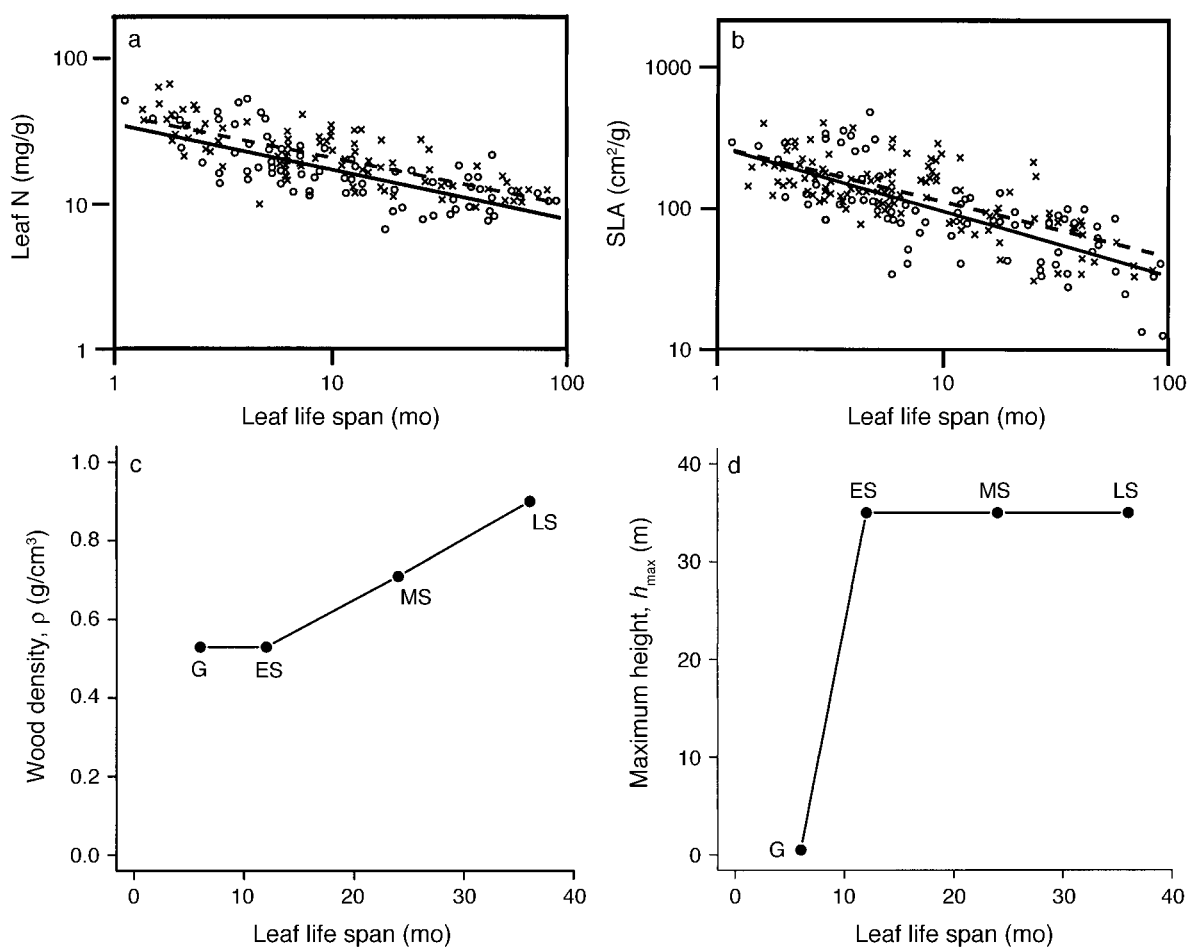 a
100
10
1
Leaf N (mg/g)
1
10
100
Leaf life span (mo)
b
1000
100
10
SLA (cm²/g)
1
10
100
Leaf life span (mo)
c
1.0
0.8
0.6
0.4
0.2
0.0
Wood density, ρ (g/cm³)
G
ES
MS
LS
0
10
20
30
40
Leaf life span (mo)
d
40
30
20
10
0
Maximum height, hmax (m)
G
ES
MS
LS
0
10
20
30
40
Leaf life span (mo)